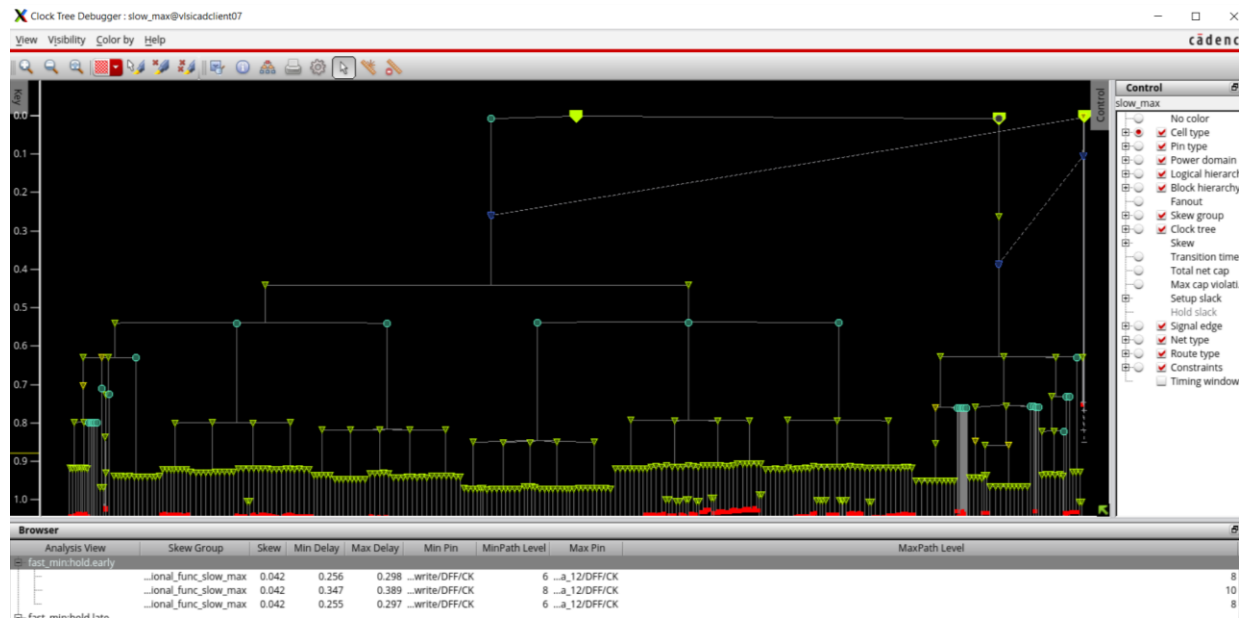 Clock Tree Debugger : slow_max@vlsicadclient07
View Visibility Color by Help
cādenc
Key
Control
0.0
0.1
0.2
0.3
0.4
0.5
0.6
0.7
0.8
0.9
1.0
Control
slow_max
No color
Cell type
Pin type
Power domain
Logical hierarch
Block hierarchy
Fanout
Skew group
Clock tree
Skew
Transition time
Total net cap
Max cap violati.
Setup slack
Hold slack
Signal edge
Net type
Route type
Constraints
Timing window
Browser
Analysis View Skew Group Skew Min Delay Max Delay Min Pin MinPath Level Max Pin MaxPath Level
fast_min:hold.early
...ional_func_slow_max 0.042 0.256 0.298 ...write/DFF/CK 6 ...a_12/DFF/CK 8
...ional_func_slow_max 0.042 0.347 0.389 ...write/DFF/CK 8 ...a_12/DFF/CK 10
...ional_func_slow_max 0.042 0.255 0.297 ...write/DFF/CK 6 ...a_12/DFF/CK 8
fast_min:hold.late